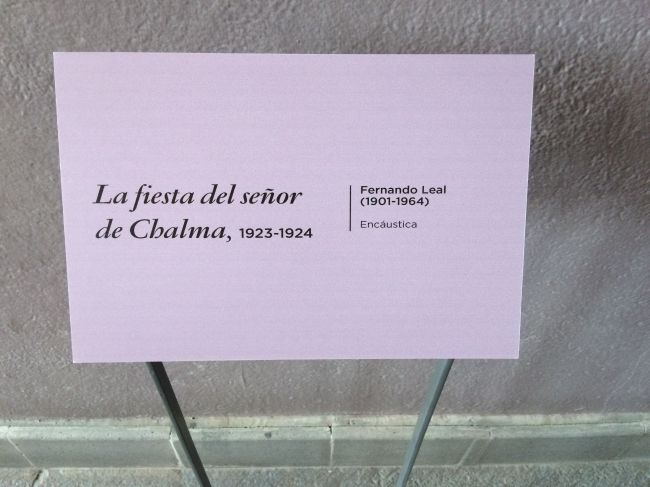 La fiesta del señor
de Chalma, 1923-1924
Fernando Leal
(1901-1964)
Encáustica